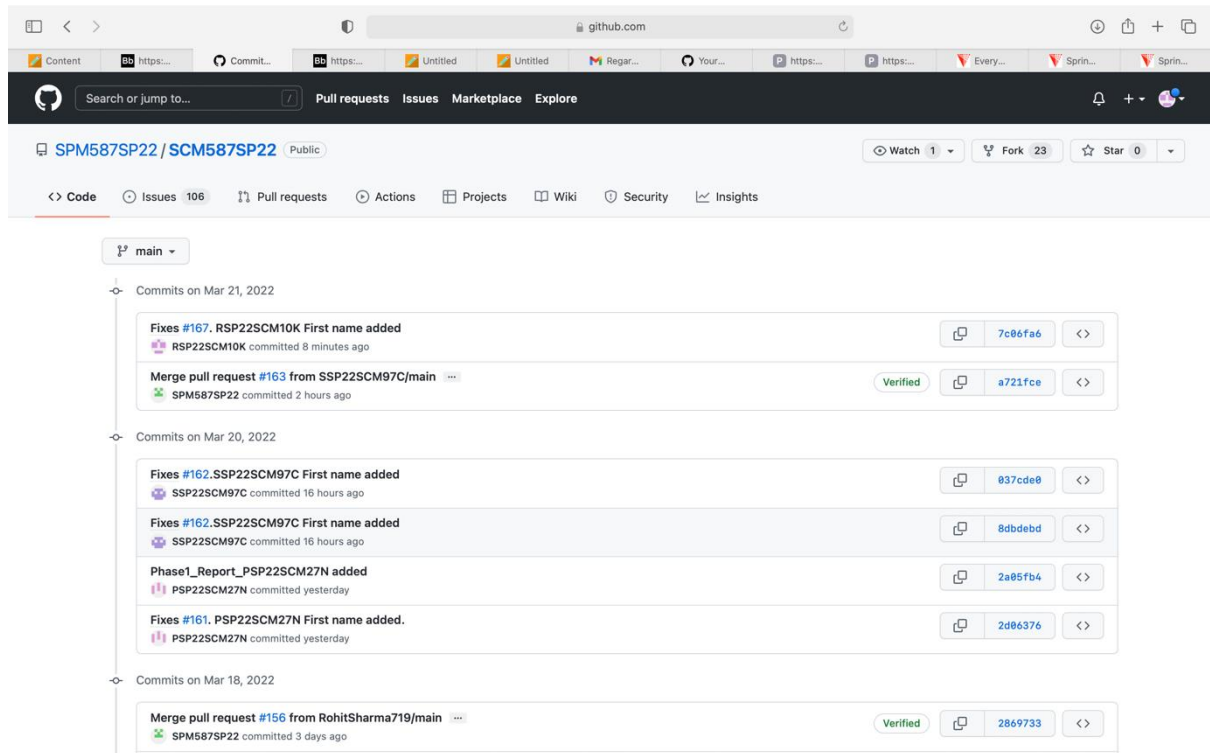 github.com
Content
Bb https:...
Commit...
Bb https:...
Untitled
Untitled
Regar...
Your...
P https:...
P https:...
Every...
Sprin...
Sprin...
Search or jump to...
/
Pull requests Issues Marketplace Explore
SPM587SP22 / SCM587SP22 Public
Watch 1
Fork 23
Star 0
<> Code
Issues 106
Pull requests
Actions
Projects
Wiki
Security
Insights
main
Commits on Mar 21, 2022
Fixes #167. RSP22SCM10K First name added
RSP22SCM10K committed 8 minutes ago
7c06fa6
Merge pull request #163 from SSP22SCM97C/main ...
SPM587SP22 committed 2 hours ago
Verified
a721fce
Commits on Mar 20, 2022
Fixes #162.SSP22SCM97C First name added
SSP22SCM97C committed 16 hours ago
037cde0
Fixes #162.SSP22SCM97C First name added
SSP22SCM97C committed 16 hours ago
8dbdebd
Phase1_Report_PSP22SCM27N added
PSP22SCM27N committed yesterday
2a05fb4
Fixes #161. PSP22SCM27N First name added.
PSP22SCM27N committed yesterday
2d06376
Commits on Mar 18, 2022
Merge pull request #156 from RohitSharma719/main ...
SPM587SP22 committed 3 days ago
Verified
2869733